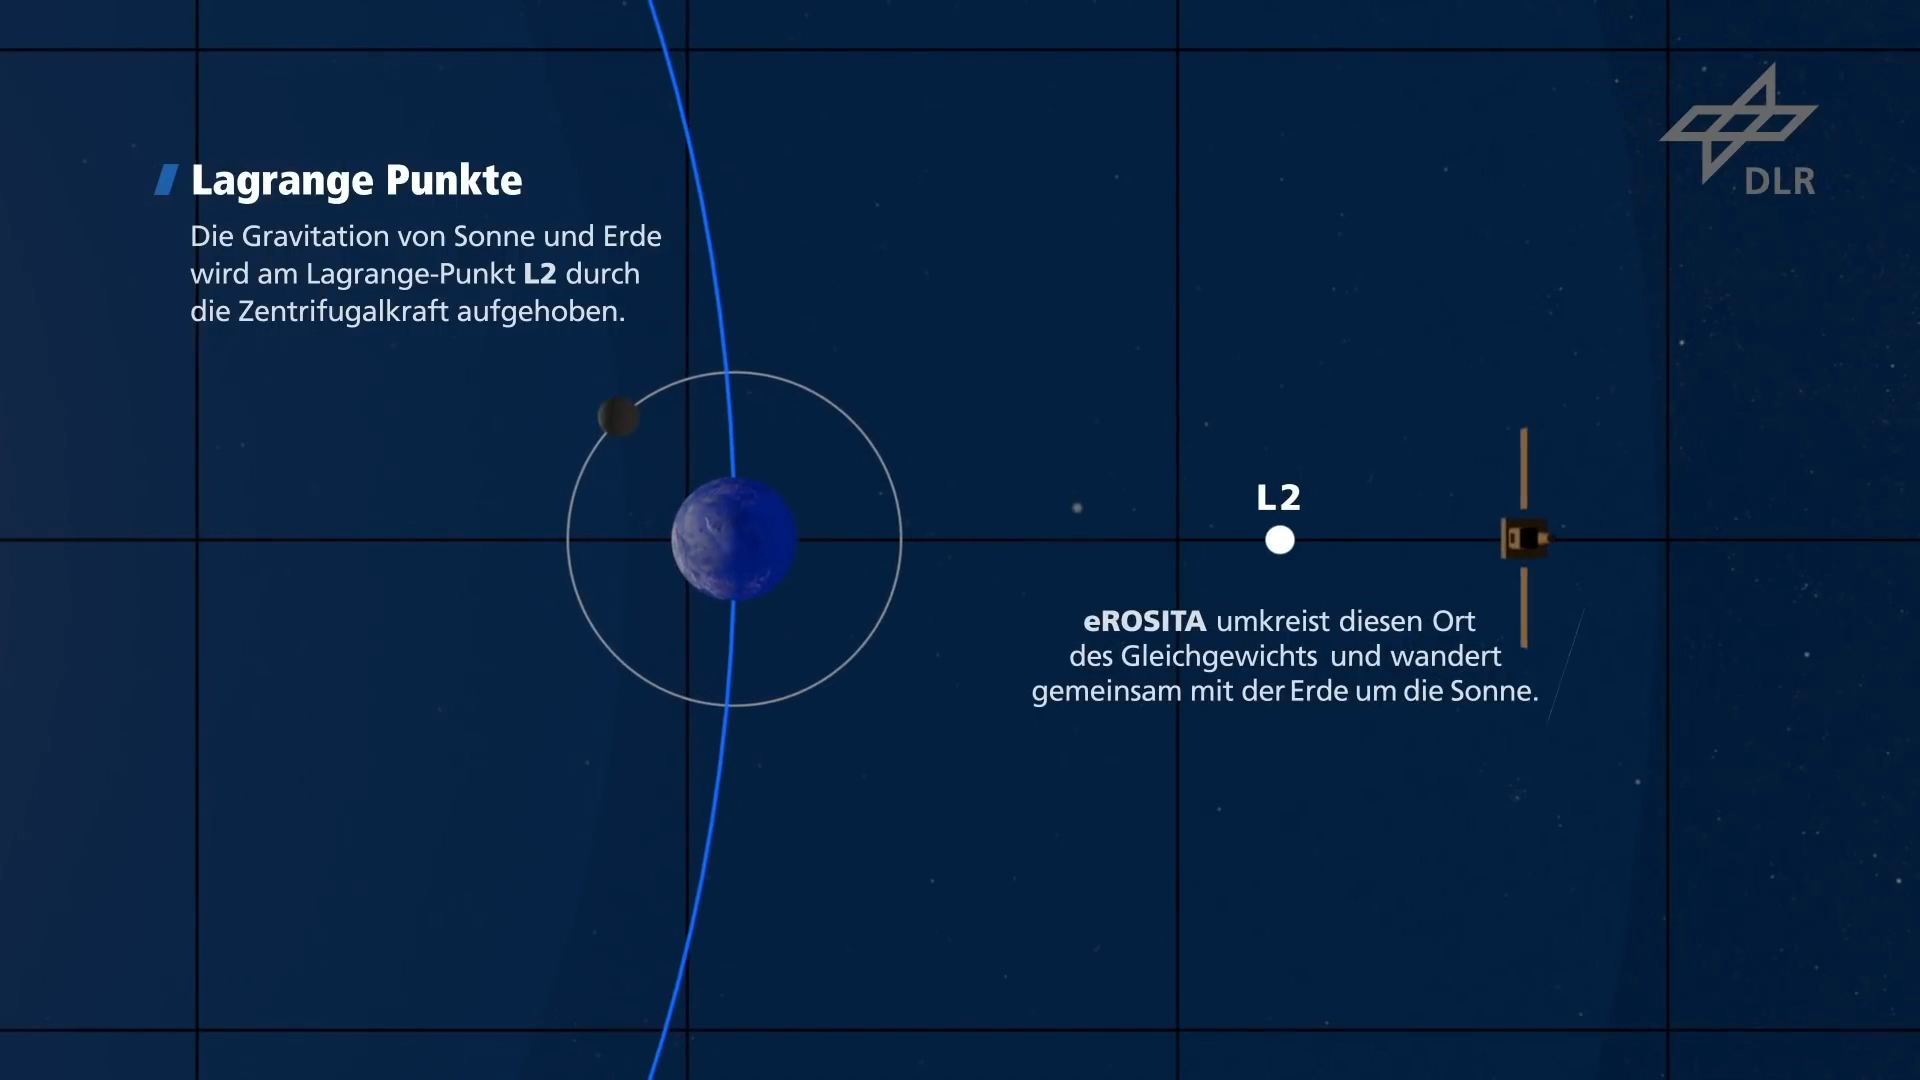 Lagrange Punkte
Die Gravitation von Sonne und Erde
wird am Lagrange-Punkt L2 durch
die Zentrifugalkraft aufgehoben.
DLR
L2
eROSITA umkreist diesen Ort
des Gleichgewichts und wandert
gemeinsam mit der Erde um die Sonne.